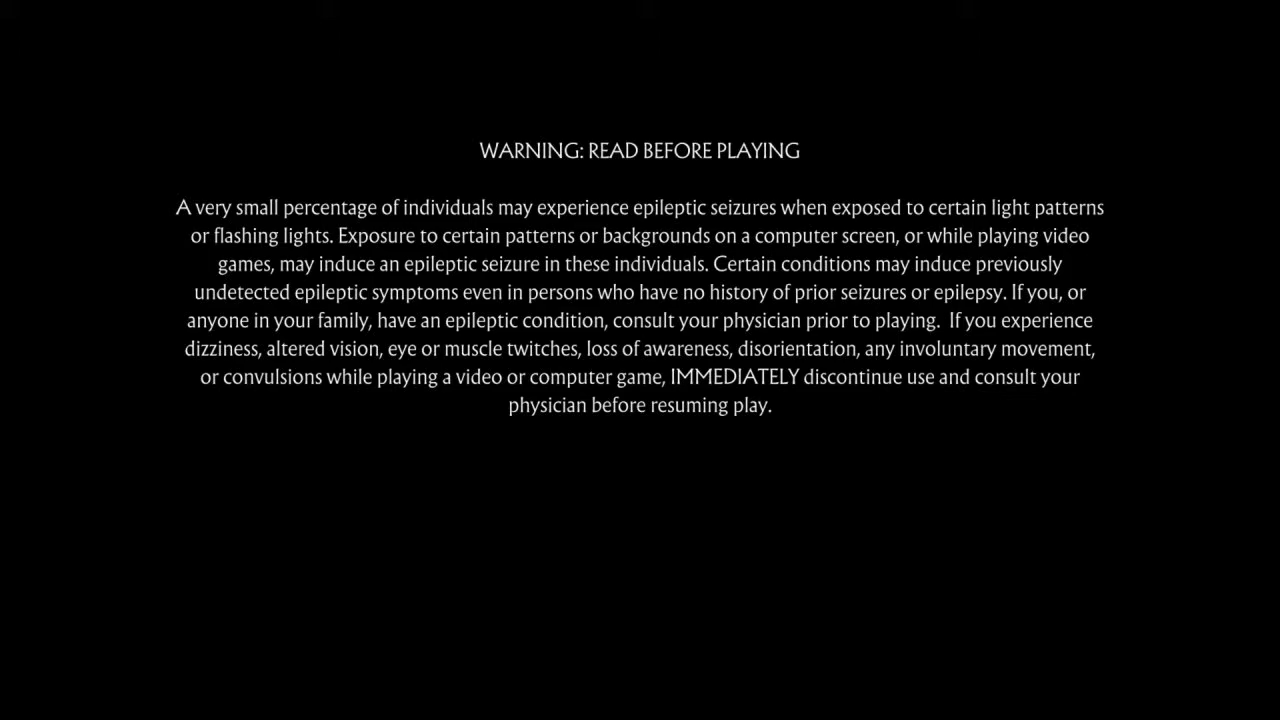 WARNING: READ BEFORE PLAYING
A very small percentage of individuals may experience epileptic seizures when exposed to certain light patterns
or flashing lights. Exposure to certain patterns or backgrounds on a computer screen, or while playing video
games, may induce an epileptic seizure in these individuals. Certain conditions may induce previously
undetected epileptic symptoms even in persons who have no history of prior seizures or epilepsy. If you, or
anyone in your family, have an epileptic condition, consult your physician prior to playing.  If you experience
dizziness, altered vision, eye or muscle twitches, loss of awareness, disorientation, any involuntary movement,
or convulsions while playing a video or computer game, IMMEDIATELY discontinue use and consult your
physician before resuming play.